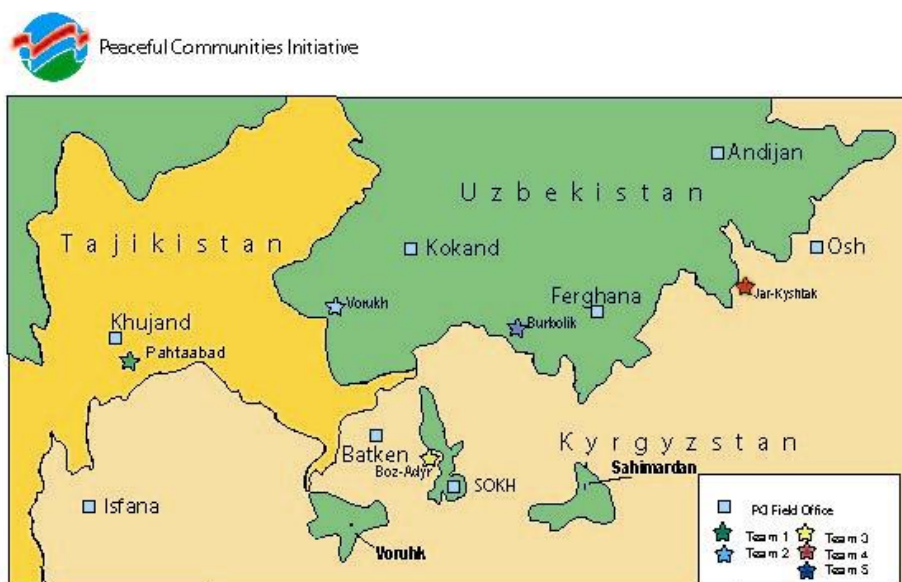 Peaceful Communities Initiative
Andijan
Uzbekistan
Tajikistan
Kokand
Osh
Jar-Kyshtak
Vorukh
Ferghana
Burkolik
Khujand
Pahtaabad
Kyrgyzstan
Batken
Boz-Adyr
Sahimardan
SOKH
Isfana
Voruhk
PCI Field Office
Team 1
Team 3
Team 2
Team 4
Team 5